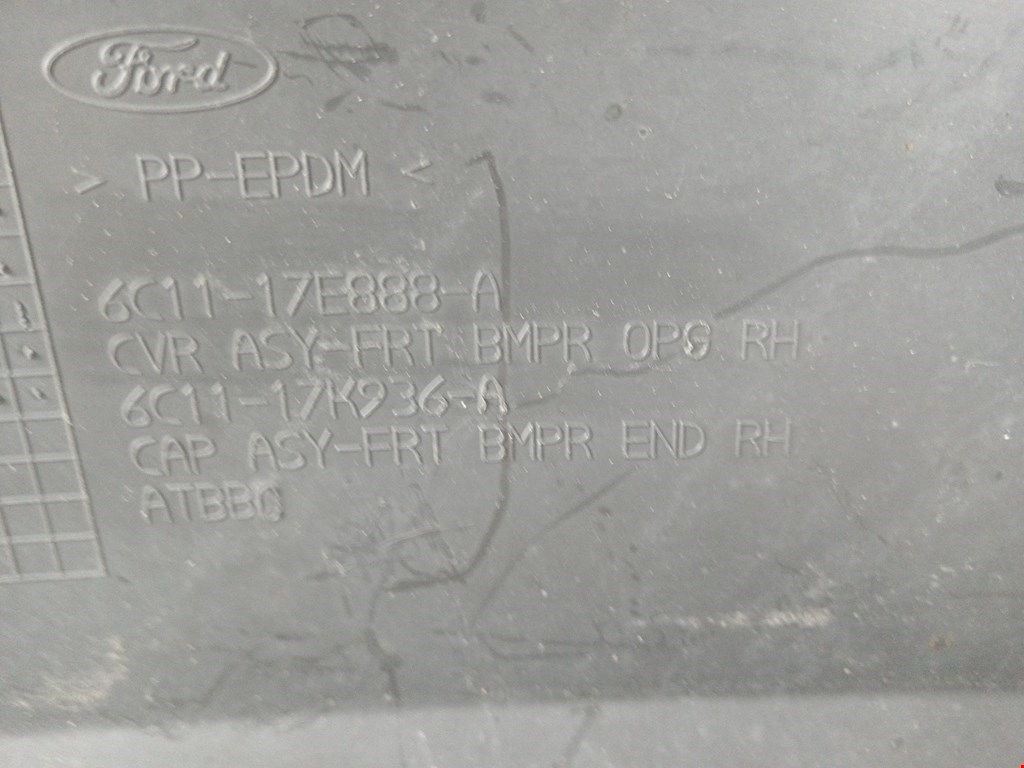 Ford
> PP-EPDM <
6C11-17E888-A
CVR ASY-FRT BMPR OPG RH
6C11-17K936-A
CAP ASY-FRT BMPR END RH
ATBBQ